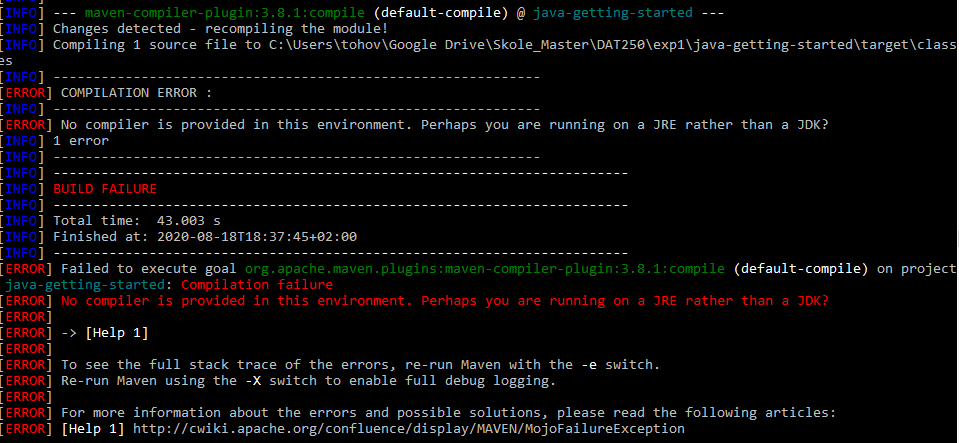 [INFO] --- maven-compiler-plugin:3.8.1:compile (default-compile) @ java-getting-started ---
[INFO] Changes detected - recompiling the module!
[INFO] Compiling 1 source file to C:\Users\tohov\Google Drive\Skole_Master\DAT250\exp1\java-getting-started\target\class
es
[INFO] -------------------------------------------------------------
[ERROR] COMPILATION ERROR :
[INFO] -------------------------------------------------------------
[ERROR] No compiler is provided in this environment. Perhaps you are running on a JRE rather than a JDK?
[INFO] 1 error
[INFO] -------------------------------------------------------------
[INFO] ------------------------------------------------------------------------
[INFO] BUILD FAILURE
[INFO] ------------------------------------------------------------------------
[INFO] Total time:  43.003 s
[INFO] Finished at: 2020-08-18T18:37:45+02:00
[INFO] ------------------------------------------------------------------------
[ERROR] Failed to execute goal org.apache.maven.plugins:maven-compiler-plugin:3.8.1:compile (default-compile) on project
java-getting-started: Compilation failure
[ERROR] No compiler is provided in this environment. Perhaps you are running on a JRE rather than a JDK?
[ERROR]
[ERROR] -> [Help 1]
[ERROR]
[ERROR] To see the full stack trace of the errors, re-run Maven with the -e switch.
[ERROR] Re-run Maven using the -X switch to enable full debug logging.
[ERROR]
[ERROR] For more information about the errors and possible solutions, please read the following articles:
[ERROR] [Help 1] http://cwiki.apache.org/confluence/display/MAVEN/MojoFailureException